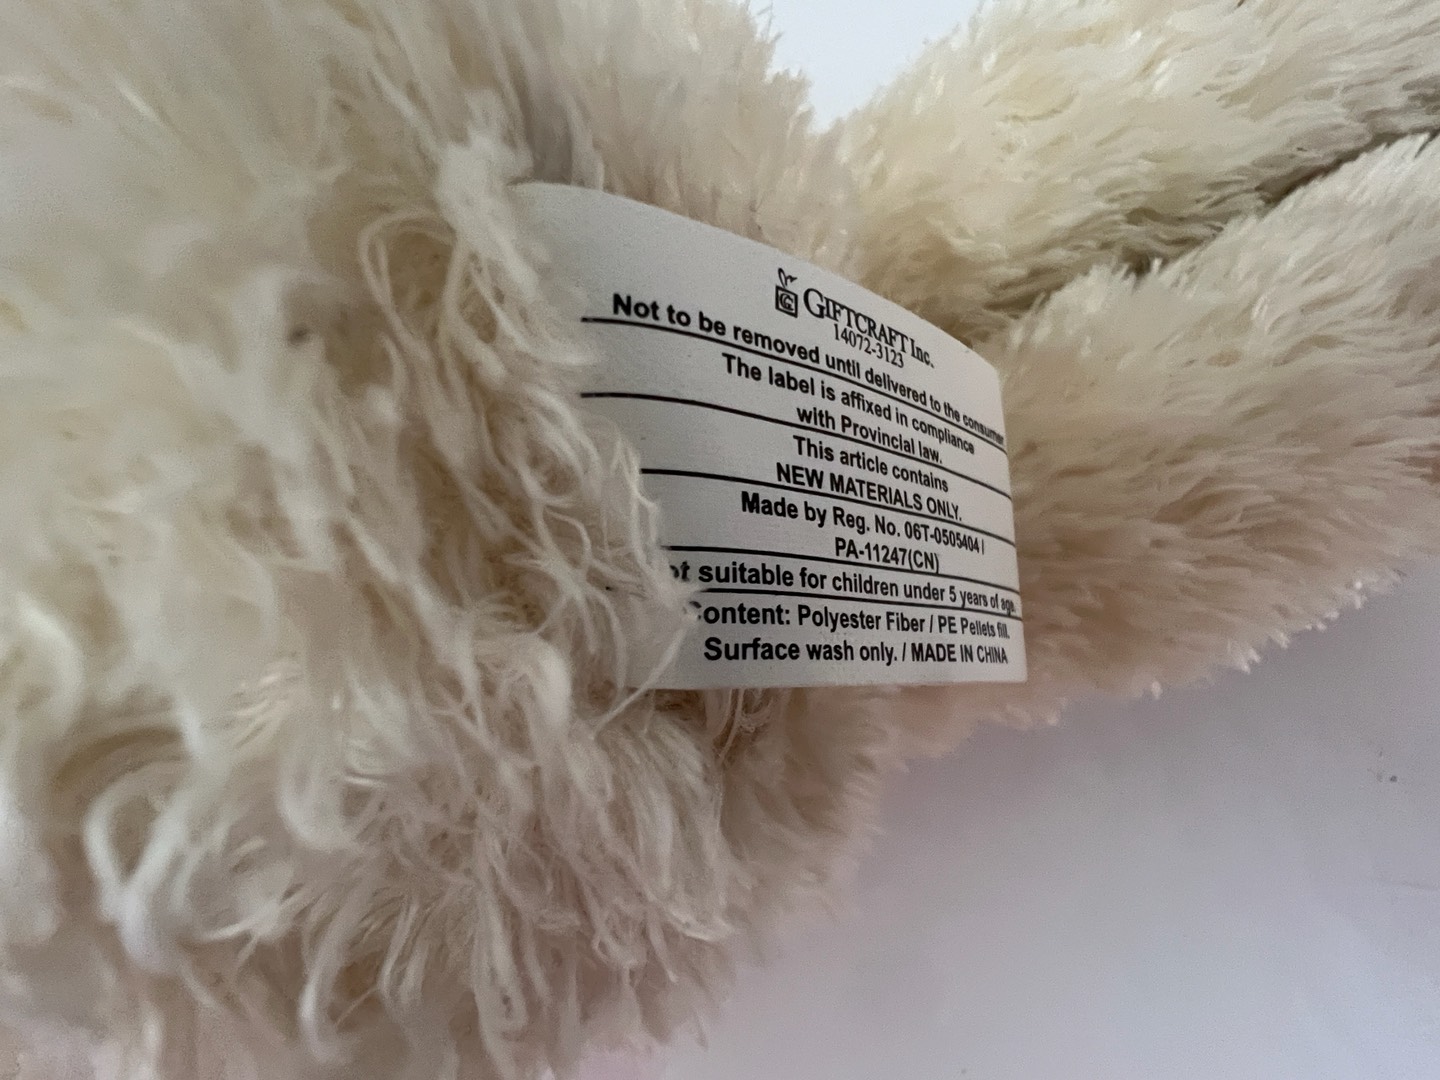 GIFTCRAFT Inc.
14072-3123
Not to be removed until delivered to the consumer
The label is affixed in compliance
with Provincial law.
This article contains
NEW MATERIALS ONLY.
Made by Reg. No. 06T-0505404
PA-11247(CN)
ot suitable for children under 5 years of age.
Content: Polyester Fiber / PE Pellets fill.
Surface wash only. / MADE IN CHINA